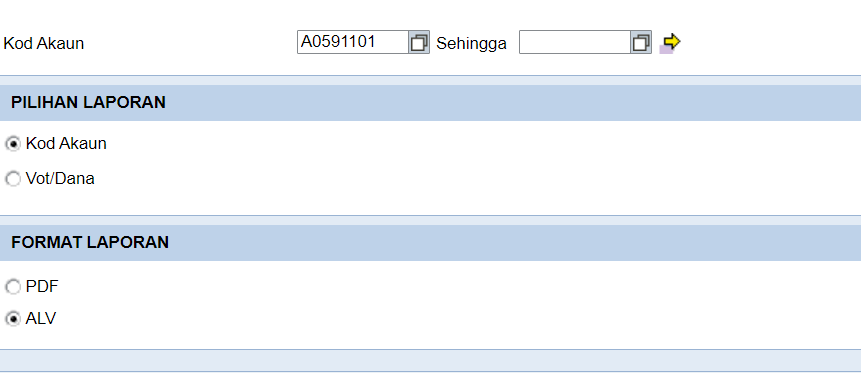 Kod Akaun A0591101 Sehingga
PILIHAN LAPORAN
Kod Akaun
Vot/Dana
FORMAT LAPORAN
PDF
ALV